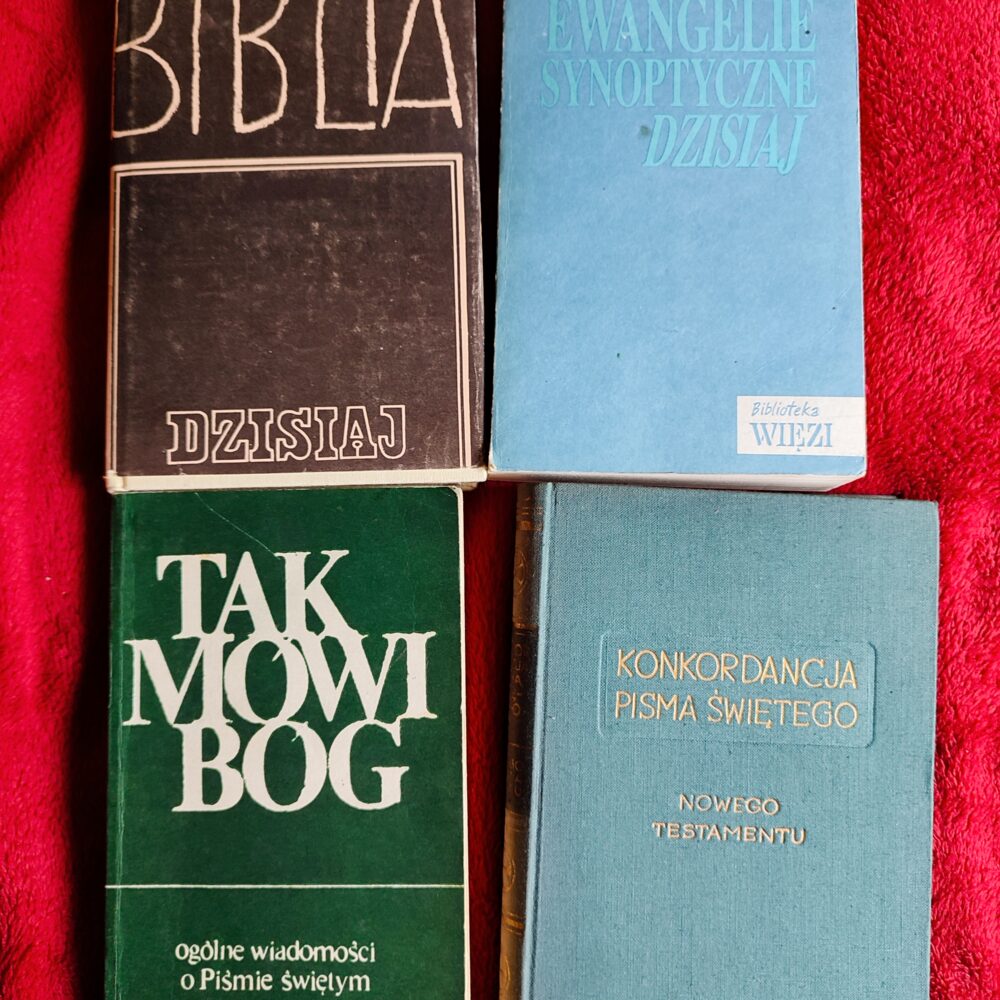 BIBLIA
DZISIAJ
EWANGELIE
SYNOPTYCZNE
DZISIAJ
Biblioteka
WIĘZI
TAK
MÓWI
BÓG
ogólne wiadomości
o Piśmie świętym
KONKORDANCJA
PISMA ŚWIĘTEGO
NOWEGO
TESTAMENTU